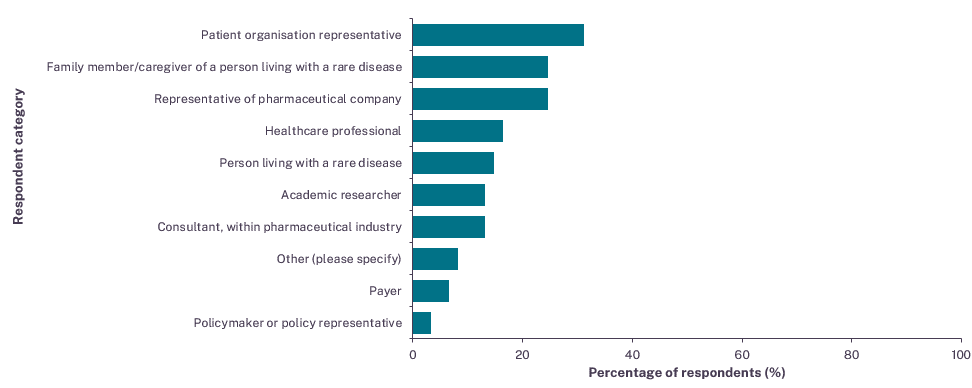 Respondent category
Patient organisation representative
Family member/caregiver of a person living with a rare disease
Representative of pharmaceutical company
Healthcare professional
Person living with a rare disease
Academic researcher
Consultant, within pharmaceutical industry
Other (please specify)
Payer
Policymaker or policy representative
0 20 40 60 80 100
Percentage of respondents (%)